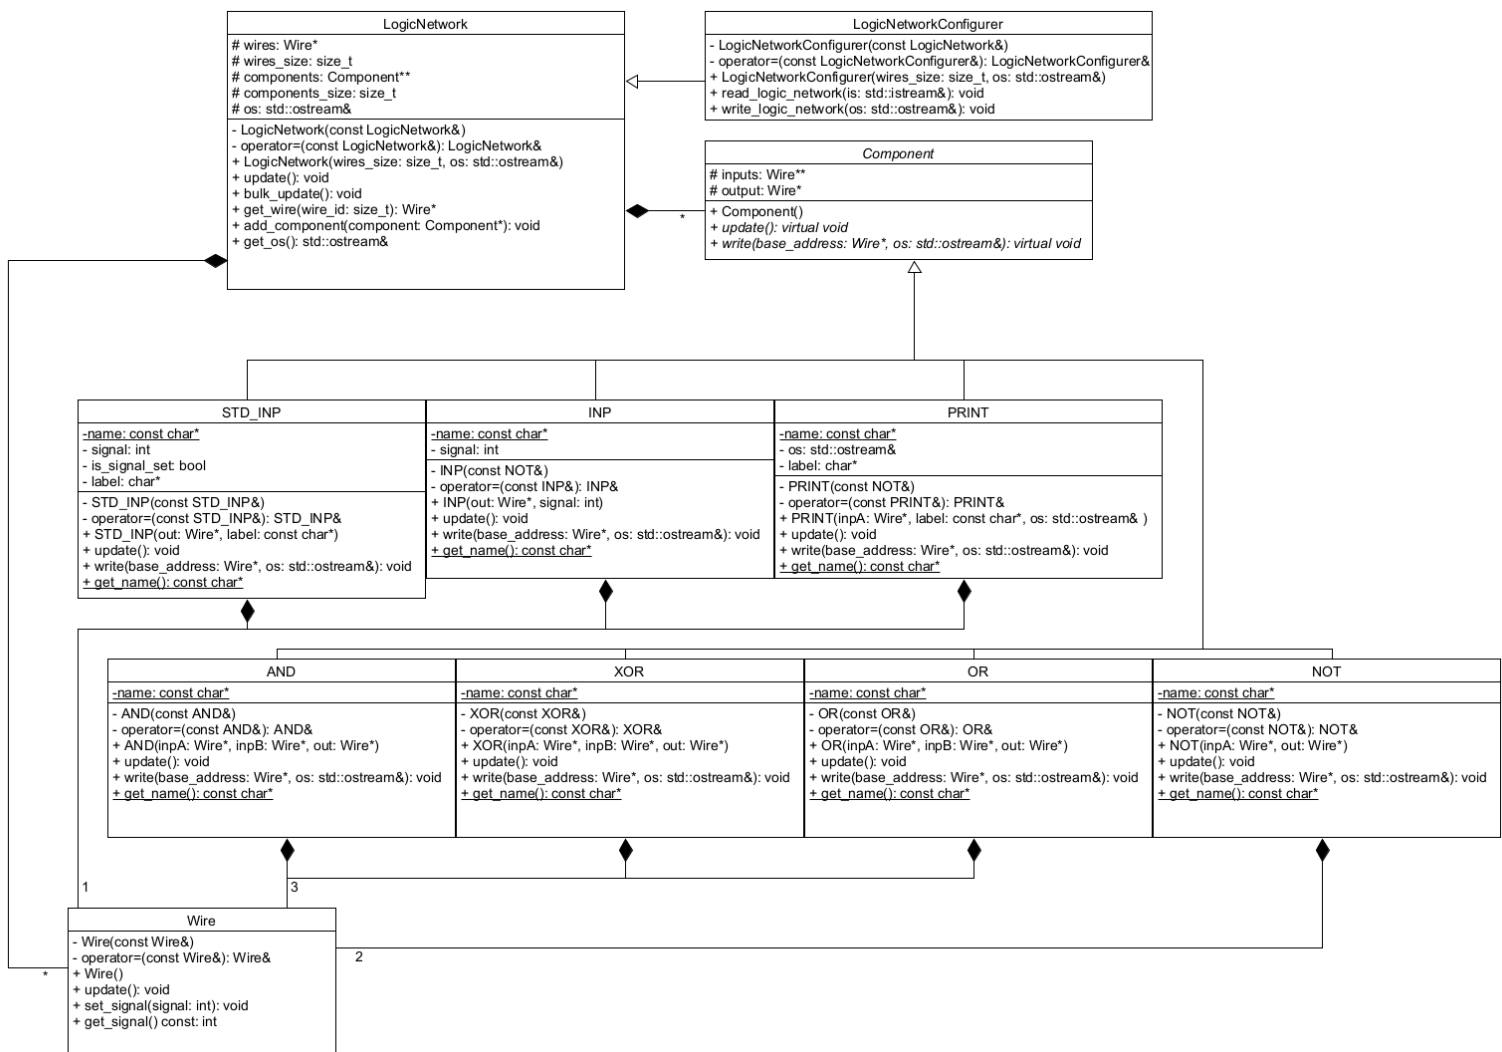 LogicNetwork
# wires: Wire*
# wires_size: size_t
# components: Component**
# components_size: size_t
# os: std::ostream&
- LogicNetwork(const LogicNetwork&)
- operator=(const LogicNetwork&): LogicNetwork&
+ LogicNetwork(wires_size: size_t, os: std::ostream&)
+ update(): void
+ bulk_update(): void
+ get_wire(wire_id: size_t): Wire*
+ add_component(component: Component*): void
+ get_os(): std::ostream&
LogicNetworkConfigurer
- LogicNetworkConfigurer(const LogicNetwork&)
- operator=(const LogicNetworkConfigurer&): LogicNetworkConfigurer&
+ LogicNetworkConfigurer(wires_size: size_t, os: std::ostream&)
+ read_logic_network(is: std::istream&): void
+ write_logic_network(os: std::ostream&): void
Component
# inputs: Wire**
# output: Wire*
+ Component()
+ update(): virtual void
+ write(base_address: Wire*, os: std::ostream&): virtual void
*
STD_INP
-name: const char*
- signal: int
- is_signal_set: bool
- label: char*
- STD_INP(const STD_INP&)
- operator=(const STD_INP&): STD_INP&
+ STD_INP(out: Wire*, label: const char*)
+ update(): void
+ write(base_address: Wire*, os: std::ostream&): void
+ get_name(): const char*
INP
-name: const char*
- signal: int
- INP(const NOT&)
- operator=(const INP&): INP&
+ INP(out: Wire*, signal: int)
+ update(): void
+ write(base_address: Wire*, os: std::ostream&): void
+ get_name(): const char*
PRINT
-name: const char*
- os: std::ostream&
- label: char*
- PRINT(const NOT&)
- operator=(const PRINT&): PRINT&
+ PRINT(inpA: Wire*, label: const char*, os: std::ostream& )
+ update(): void
+ write(base_address: Wire*, os: std::ostream&): void
+ get_name(): const char*
AND
-name: const char*
- AND(const AND&)
- operator=(const AND&): AND&
+ AND(inpA: Wire*, inpB: Wire*, out: Wire*)
+ update(): void
+ write(base_address: Wire*, os: std::ostream&): void
+ get_name(): const char*
XOR
-name: const char*
- XOR(const XOR&)
- operator=(const XOR&): XOR&
+ XOR(inpA: Wire*, inpB: Wire*, out: Wire*)
+ update(): void
+ write(base_address: Wire*, os: std::ostream&): void
+ get_name(): const char*
OR
-name: const char*
- OR(const OR&)
- operator=(const OR&): OR&
+ OR(inpA: Wire*, inpB: Wire*, out: Wire*)
+ update(): void
+ write(base_address: Wire*, os: std::ostream&): void
+ get_name(): const char*
NOT
-name: const char*
- NOT(const NOT&)
- operator=(const NOT&): NOT&
+ NOT(inpA: Wire*, out: Wire*)
+ update(): void
+ write(base_address: Wire*, os: std::ostream&): void
+ get_name(): const char*
1
3
2
*
Wire
- Wire(const Wire&)
- operator=(const Wire&): Wire&
+ Wire()
+ update(): void
+ set_signal(signal: int): void
+ get_signal() const: int